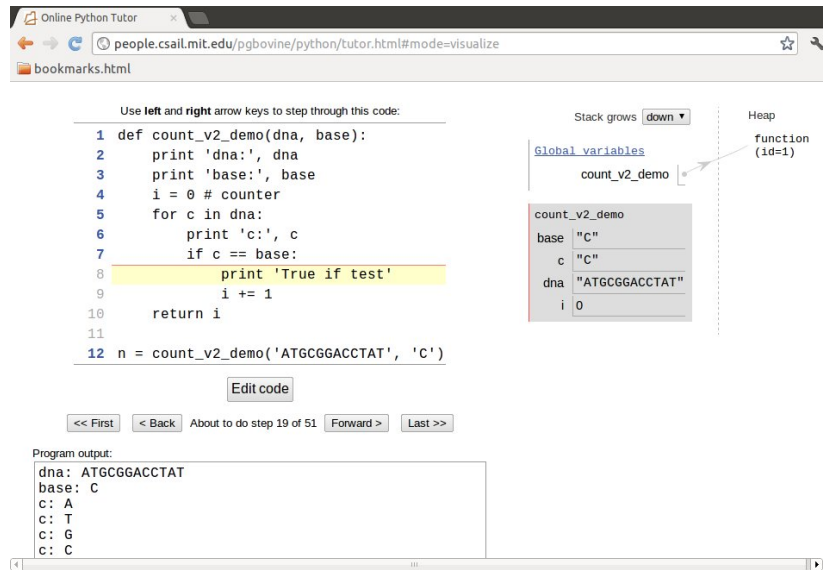 Online Python Tutor
people.csail.mit.edu/pgbovine/python/tutor.html#mode=visualize
bookmarks.html
Use left and right arrow keys to step through this code:
1 def count_v2_demo(dna, base):
2 print 'dna:', dna
3 print 'base:', base
4 i = 0 # counter
5 for c in dna:
6 print 'c:', c
7 if c == base:
8 print 'True if test'
9 i += 1
10 return i
11
12 n = count_v2_demo('ATGCGGACCTAT', 'C')
Edit code
<< First < Back About to do step 19 of 51 Forward > Last >>
Program output:
dna: ATGCGGACCTAT
base: C
c: A
c: T
c: G
c: C
Stack grows down ▼
Global variables
count_v2_demo
count_v2_demo
base "C"
c "C"
dna "ATGCGGACCTAT"
i 0
Heap
function
(id=1)